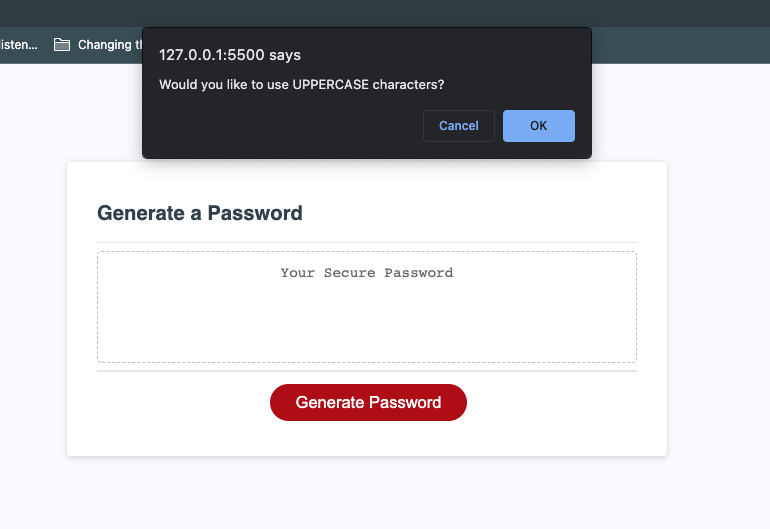 listen... Changing th
127.0.0.1:5500 says
Would you like to use UPPERCASE characters?
Cancel OK
Generate a Password
Your Secure Password
Generate Password